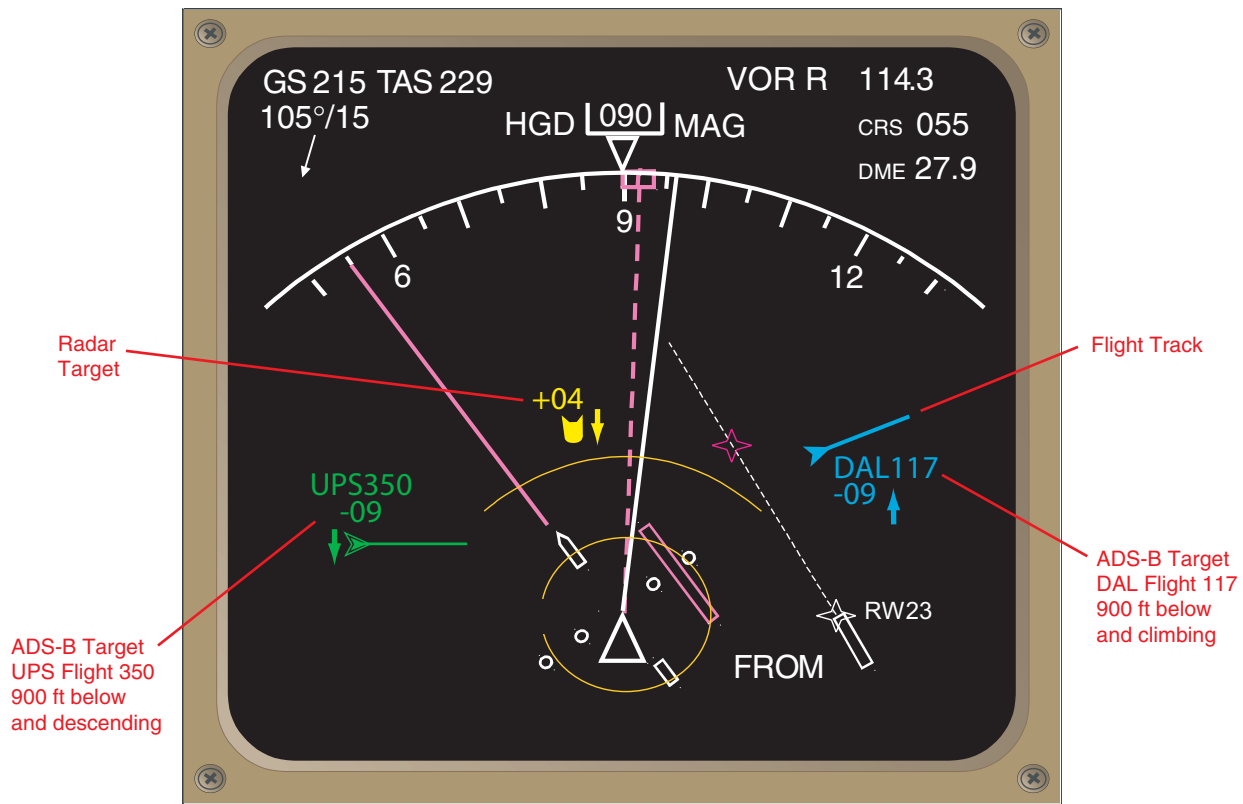 GS 215 TAS 229
105°/15
VOR R 114.3
HGD 090 MAG
CRS 055
DME 27.9
9
6
12
Radar
Target
Flight Track
+04
UPS350
-09
DAL117
-09
ADS-B Target
DAL Flight 117
900 ft below
and climbing
RW23
FROM
ADS-B Target
UPS Flight 350
900 ft below
and descending